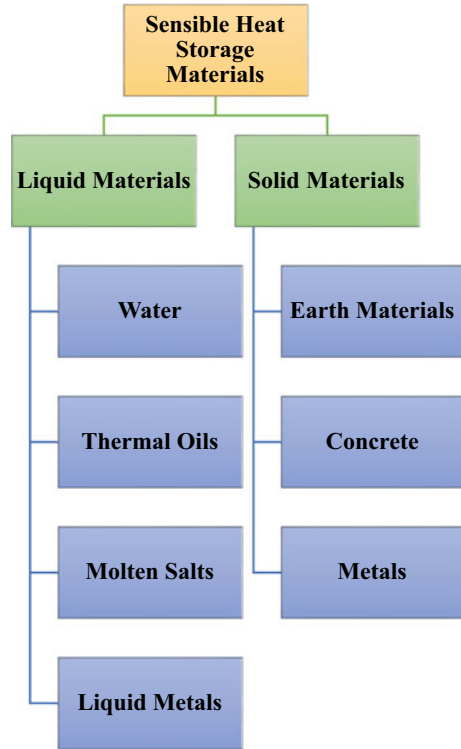 Sensible Heat
Storage
Materials
Liquid Materials
Solid Materials
Water
Earth Materials
Thermal Oils
Concrete
Molten Salts
Metals
Liquid Metals